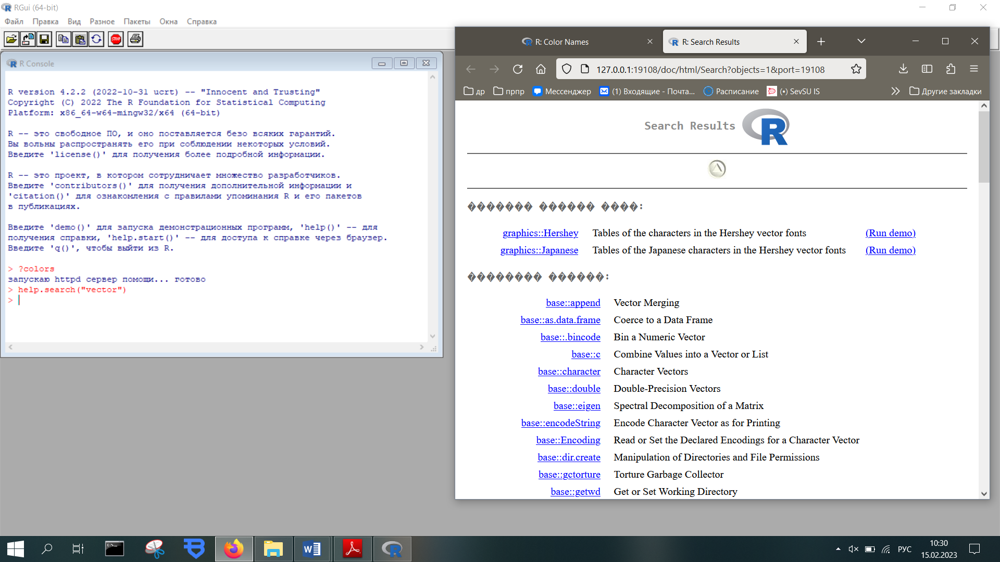 RGui (64-bit)
Файл Правка Вид Разное Пакеты Окна Справка
STOP
R Console
R version 4.2.2 (2022-10-31 ucrt) -- "Innocent and Trusting"
Copyright (C) 2022 The R Foundation for Statistical Computing
Platform: x86_64-w64-mingw32/x64 (64-bit)
R -- это свободное ПО, и оно поставляется безо всяких гарантий.
Вы вольны распространять его при соблюдении некоторых условий.
Введите 'license()' для получения более подробной информации.
R -- это проект, в котором сотрудничает множество разработчиков.
Введите 'contributors()' для получения дополнительной информации и
'citation()' для ознакомления с правилами упоминания R и его пакетов
в публикациях.
Введите 'demo()' для запуска демонстрационных программ, 'help()' -- для
получения справки, 'help.start()' -- для доступа к справке через браузер.
Введите 'q()', чтобы выйти из R.
> ?colors
запускаю httpd сервер помощи... готово
> help.search("vector")
>
R: Color Names
R: Search Results
127.0.0.1:19108/doc/html/Search?objects=1&port=19108
др прпр Мессенджер (1) Входящие - Почта... Расписание (•) SevSU IS Другие закладки
Search Results R
������� ������ ����:
graphics::Hershey Tables of the characters in the Hershey vector fonts (Run demo)
graphics::Japanese Tables of the Japanese characters in the Hershey vector fonts (Run demo)
�������� ������:
base::append Vector Merging
base::as.data.frame Coerce to a Data Frame
base::.bincode Bin a Numeric Vector
base::c Combine Values into a Vector or List
base::character Character Vectors
base::double Double-Precision Vectors
base::eigen Spectral Decomposition of a Matrix
base::encodeString Encode Character Vector as for Printing
base::Encoding Read or Set the Declared Encodings for a Character Vector
base::dir.create Manipulation of Directories and File Permissions
base::gctorture Torture Garbage Collector
base::getwd Get or Set Working Directory
РУС
10:30
15.02.2023